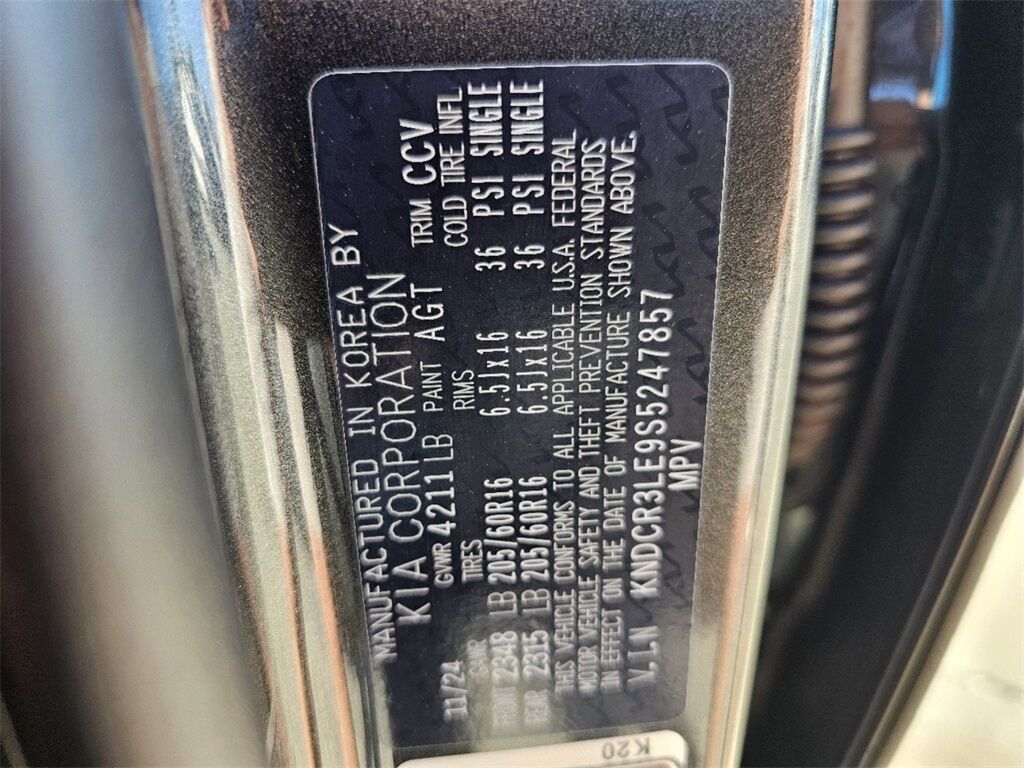 MANUFACTURED IN KOREA BY
KIA CORPORATION
11/24 GVWR 4211LB PAINT AGT TRIM CCV
GAWR TIRES RIMS COLD TIRE INFL
FRONT 2348 LB 205/60R16 6.5Jx16 36 PSI SINGLE
REAR 2315 LB 205/60R16 6.5Jx16 36 PSI SINGLE
THIS VEHICLE CONFORMS TO ALL APPLICABLE U.S.A. FEDERAL
MOTOR VEHICLE SAFETY AND THEFT PREVENTION STANDARDS
IN EFFECT ON THE DATE OF MANUFACTURE SHOWN ABOVE.
V.I.N KNDCR3LE9S5247857
MPV
K20